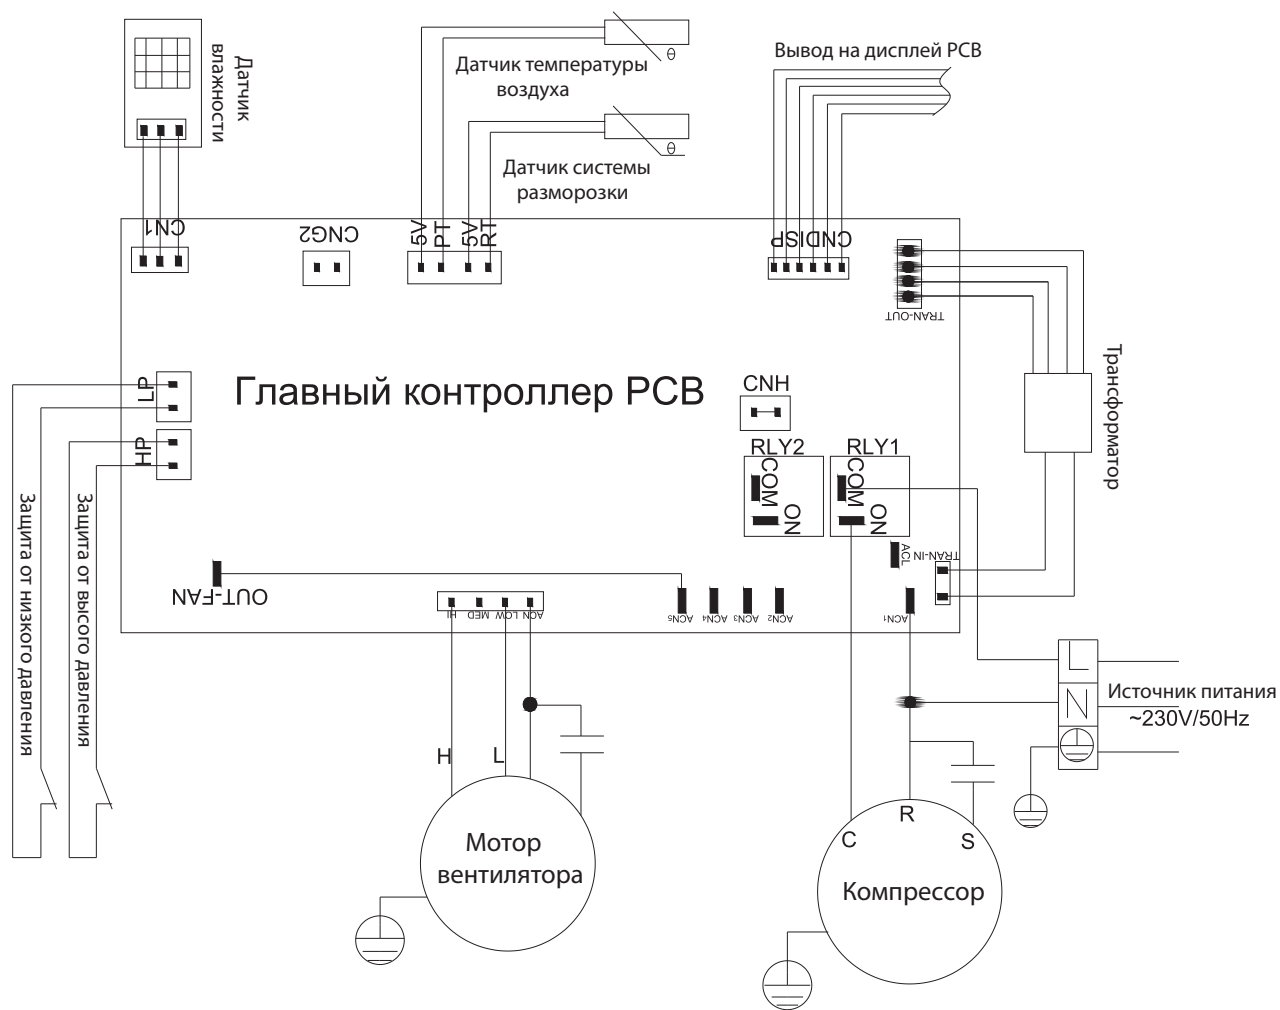 Датчик
влажности
Датчик температуры
воздуха
Датчик системы
разморозки
Вывод на дисплей PCB
CN1
CNG2
5V
PT
5V
RT
CNDISP
TRAN-OUT
Трансформатор
LP
HP
Главный контроллер PCB
CNH
RLY2
COM
ON
RLY1
COM
ON
ACL
TRAN-IN
Защита от низкого давления
Защита от высого давления
OUT-FAN
HI
MED
LOW
ACN
ACN5
ACN4
ACN3
ACN2
ACN1
L
N
Источник питания
~230V/50Hz
H
L
Мотор
вентилятора
C
R
S
Компрессор
θ
θ